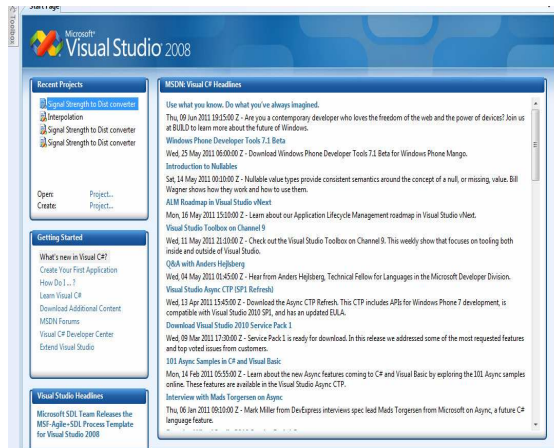 Start Page
Toolbox
Microsoft®
Visual Studio® 2008
Recent Projects
Signal Strength to Dist converter
Interpolation
Signal Strength to Dist converter
Signal Strength to Dist converter
Open: Project...
Create: Project...
Getting Started
What's new in Visual C#?
Create Your First Application
How Do I ... ?
Learn Visual C#
Download Additional Content
MSDN Forums
Visual C# Developer Center
Extend Visual Studio
Visual Studio Headlines
Microsoft SDL Team Releases the
MSF-Agile+SDL Process Template
for Visual Studio 2008
MSDN: Visual C# Headlines
Use what you know. Do what you've always imagined.
Thu, 09 Jun 2011 19:15:00 Z - Are you a contemporary developer who loves the freedom of the web and the power of devices? Join us
at BUILD to learn more about the future of Windows.
Windows Phone Developer Tools 7.1 Beta
Wed, 25 May 2011 06:00:00 Z - Download Windows Phone Developer Tools 7.1 Beta for Windows Phone Mango.
Introduction to Nullables
Sat, 14 May 2011 00:10:00 Z - Nullable value types provide consistent semantics around the concept of a null, or missing, value. Bill
Wagner shows how they work and how to use them.
ALM Roadmap in Visual Studio vNext
Mon, 16 May 2011 15:10:00 Z - Learn about our Application Lifecycle Management roadmap in Visual Studio vNext.
Visual Studio Toolbox on Channel 9
Wed, 11 May 2011 21:10:00 Z - Check out the Visual Studio Toolbox on Channel 9. This weekly show that focuses on tooling both
inside and outside of Visual Studio.
Q&A with Anders Hejlsberg
Wed, 04 May 2011 01:45:00 Z - Hear from Anders Hejlsberg, Technical Fellow for Languages in the Microsoft Developer Division.
Visual Studio Async CTP (SP1 Refresh)
Wed, 13 Apr 2011 15:45:00 Z - Download the Async CTP Refresh. This CTP includes APIs for Windows Phone 7 development, is
compatible with Visual Studio 2010 SP1, and has an updated EULA.
Download Visual Studio 2010 Service Pack 1
Wed, 09 Mar 2011 17:30:00 Z - Service Pack 1 is ready for download. In this release we addressed some of the most requested features
and top voted issues from customers.
101 Async Samples in C# and Visual Basic
Mon, 14 Feb 2011 05:55:00 Z - Learn about the new Async features coming to C# and Visual Basic by exploring the 101 Async samples
online. These features are available in the Visual Studio Async CTP.
Interview with Mads Torgersen on Async
Thu, 06 Jan 2011 09:10:00 Z - Mark Miller from DevExpress interviews spec lead Mads Torgersen from Microsoft on Async, a future C#
language feature.